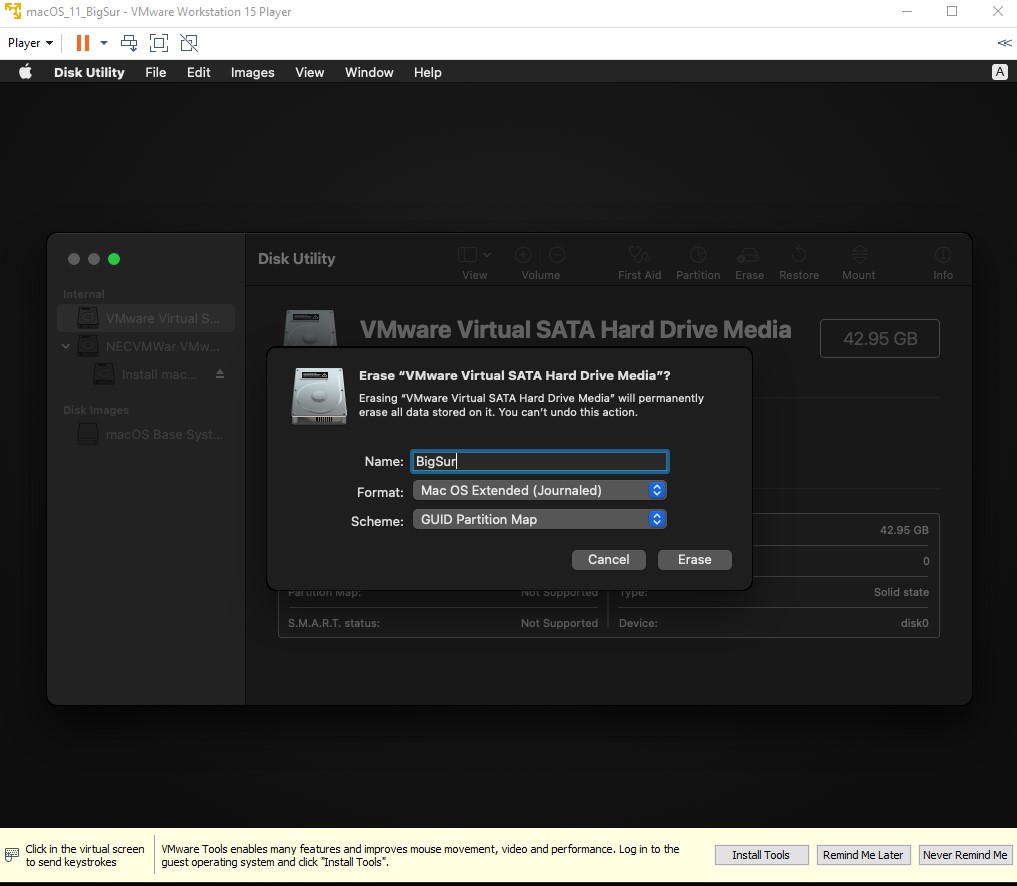 macOS_11_BigSur - VMware Workstation 15 Player
Player
Disk Utility File Edit Images View Window Help
A
Disk Utility
View Volume First Aid Partition Erase Restore Mount Info
Internal
VMware Virtual S...
NECVMWar VMw...
Install mac...
Disk Images
macOS Base Syst...
VMware Virtual SATA Hard Drive Media
42.95 GB
Erase “VMware Virtual SATA Hard Drive Media”?
Erasing “VMware Virtual SATA Hard Drive Media” will permanently
erase all data stored on it. You can’t undo this action.
Name: BigSur
Format: Mac OS Extended (Journaled)
Scheme: GUID Partition Map
Cancel Erase
42.95 GB
0
Partition Map: Not Supported Type: Solid state
S.M.A.R.T. status: Not Supported Device: disk0
Click in the virtual screen
to send keystrokes
VMware Tools enables many features and improves mouse movement, video and performance. Log in to the
guest operating system and click "Install Tools".
Install Tools Remind Me Later Never Remind Me